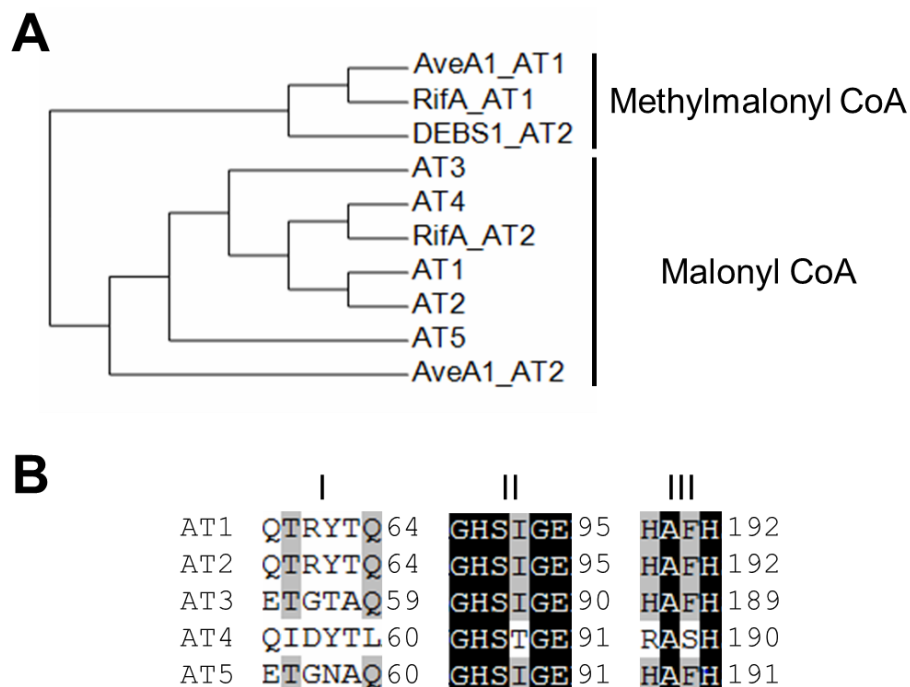 A
AveA1_AT1
RifA_AT1
DEBS1_AT2
Methylmalonyl CoA
AT3
AT4
RifA_AT2
AT1
AT2
AT5
AveA1_AT2
Malonyl CoA
B
I II III
AT1 QTRYTQ 64 GHSIGE 95 HAFH 192
AT2 QTRYTQ 64 GHSIGE 95 HAFH 192
AT3 ETGTAQ 59 GHSIGE 90 HAFH 189
AT4 QIDYTL 60 GHSTGE 91 RASH 190
AT5 ETGNAQ 60 GHSIGE 91 HAFH 191